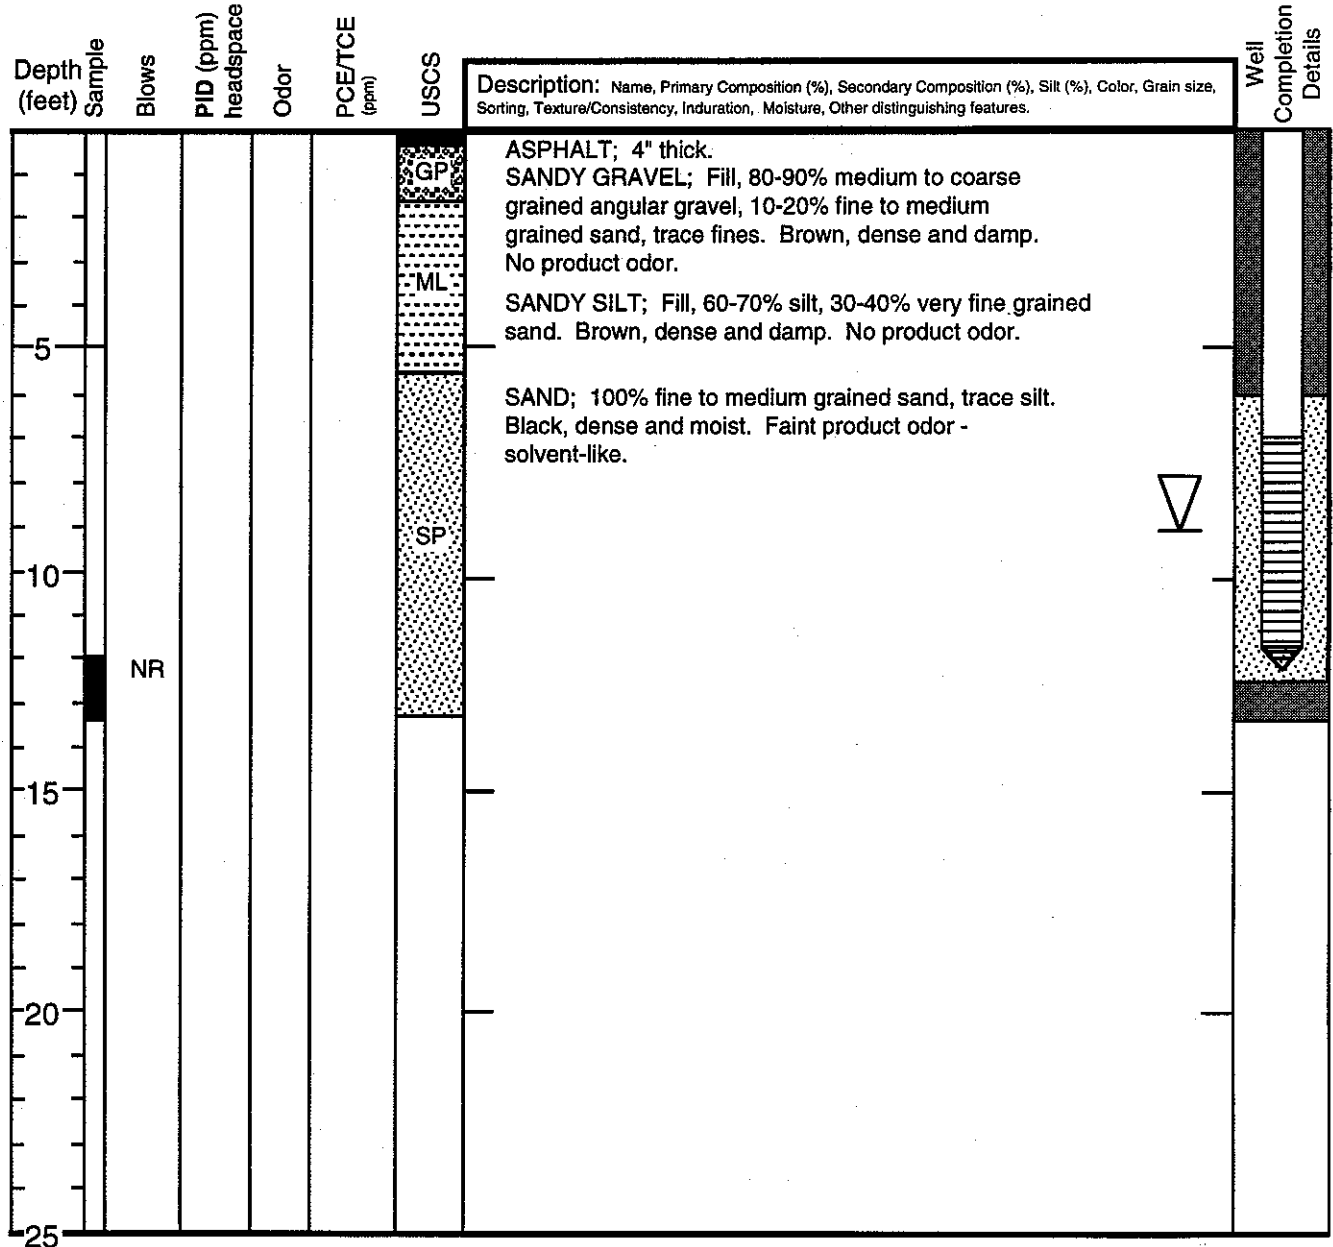 Depth
(feet)
Sample
Blows
PID (ppm)
headspace
Odor
PCE/TCE
(ppm)
USCS
Description: Name, Primary Composition (%), Secondary Composition (%), Silt (%), Color, Grain size,
Sorting, Texture/Consistency, Induration, Moisture, Other distinguishing features.
Well
Completion
Details
ASPHALT; 4" thick.
GP
SANDY GRAVEL; Fill, 80-90% medium to coarse
grained angular gravel, 10-20% fine to medium
grained sand, trace fines. Brown, dense and damp.
No product odor.
ML
SANDY SILT; Fill, 60-70% silt, 30-40% very fine grained
sand. Brown, dense and damp. No product odor.
5
SAND; 100% fine to medium grained sand, trace silt.
Black, dense and moist. Faint product odor -
solvent-like.
SP
10
NR
15
20
25